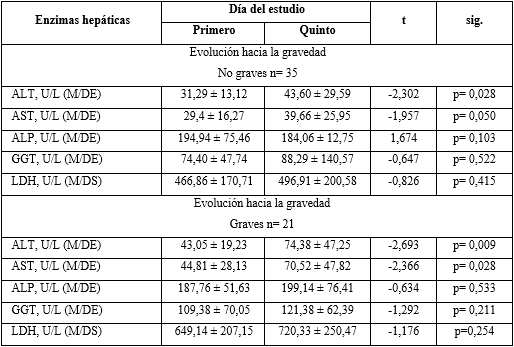 Enzimas hepáticas Día del estudio t sig.
Primero Quinto
Evolución hacia la gravedad
No graves n= 35
ALT, U/L (M/DE) 31,29 ± 13,12 43,60 ± 29,59 -2,302 p= 0,028
AST, U/L (M/DE) 29,4 ± 16,27 39,66 ± 25,95 -1,957 p= 0,050
ALP, U/L (M/DE) 194,94 ± 75,46 184,06 ± 12,75 1,674 p= 0,103
GGT, U/L (M/DE) 74,40 ± 47,74 88,29 ± 140,57 -0,647 p= 0,522
LDH, U/L (M/DS) 466,86 ± 170,71 496,91 ± 200,58 -0,826 p= 0,415
Evolución hacia la gravedad
Graves n= 21
ALT, U/L (M/DE) 43,05 ± 19,23 74,38 ± 47,25 -2,693 p= 0,009
AST, U/L (M/DE) 44,81 ± 28,13 70,52 ± 47,82 -2,366 p= 0,028
ALP, U/L (M/DE) 187,76 ± 51,63 199,14 ± 76,41 -0,634 p= 0,533
GGT, U/L (M/DE) 109,38 ± 70,05 121,38 ± 62,39 -1,292 p= 0,211
LDH, U/L (M/DS) 649,14 ± 207,15 720,33 ± 250,47 -1,176 p=0,254